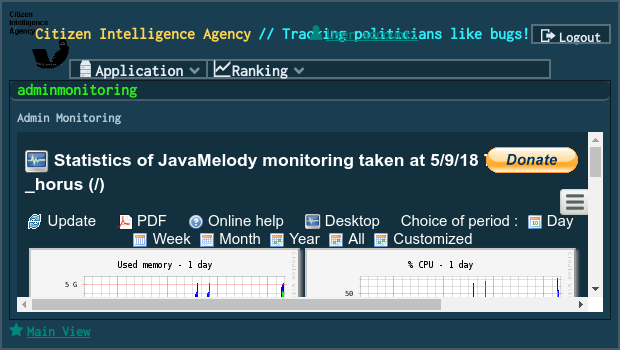 Citizen
Intelligence
Agency
Citizen Intelligence Agency // Tracking politicians like bugs!
Logout
Application
Ranking
adminmonitoring
Admin Monitoring
Statistics of JavaMelody monitoring taken at 5/9/18
Donate
_horus (/)
Update PDF Online help Desktop Choice of period : Day
Week Month Year All Customized
Used memory - 1 day
% CPU - 1 day
5 G
50
Main View